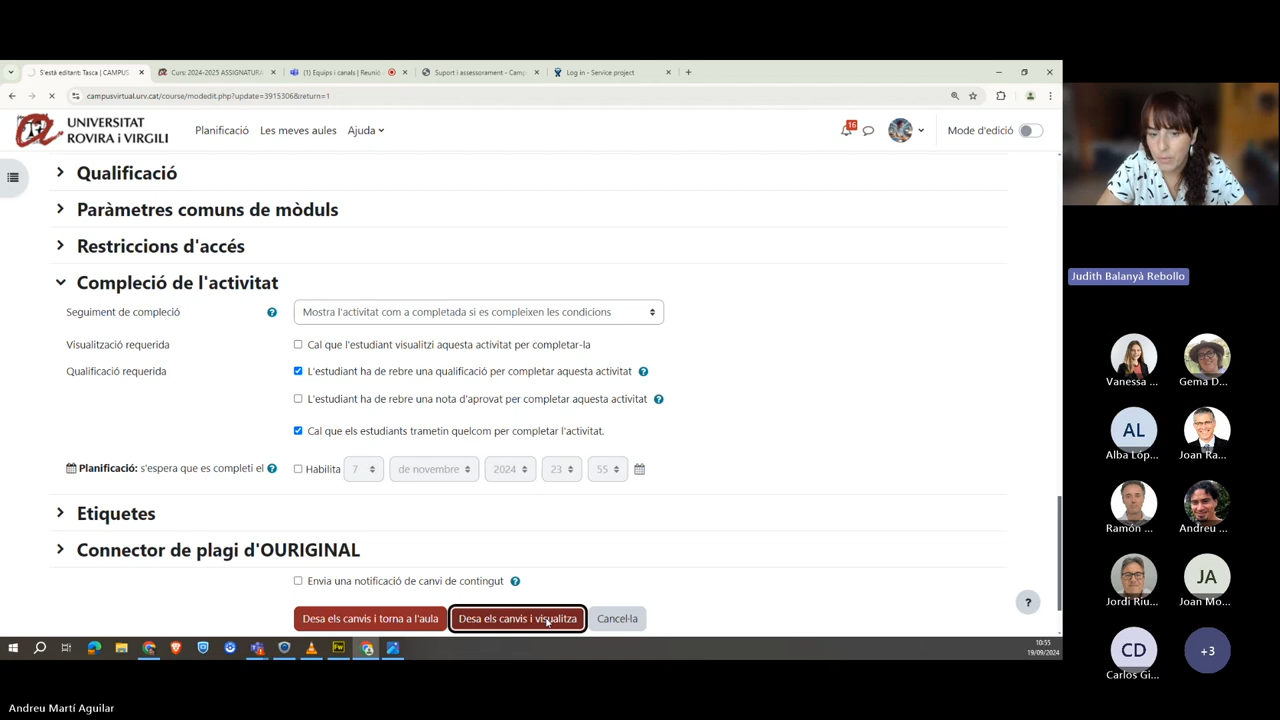 S'està editant: Tasca | CAMPUS
Curs: 2024-2025 ASSIGNATURA
(1) Equips i canals | Reunió
Suport i assessorament - Camp
Log in - Service project
campusvirtual.urv.cat/course/modedit.php?update=3915306&return=1
UNIVERSITAT
ROVIRA i VIRGILI
Planificació
Les meves aules
Ajuda
16
Mode d'edició
Qualificació
Paràmetres comuns de mòduls
Restriccions d'accés
Compleció de l'activitat
Seguiment de compleció
Mostra l'activitat com a completada si es compleixen les condicions
Visualització requerida
Cal que l'estudiant visualitzi aquesta activitat per completar-la
Qualificació requerida
L'estudiant ha de rebre una qualificació per completar aquesta activitat
L'estudiant ha de rebre una nota d'aprovat per completar aquesta activitat
Cal que els estudiants trametin quelcom per completar l'activitat.
Planificació: s'espera que es completi el
Habilita 7 de novembre 2024 23 55
Etiquetes
Connector de plagi d'OURIGINAL
Envia una notificació de canvi de contingut
Desa els canvis i torna a l'aula
Desa els canvis i visualitza
Cancel·la
?
10:55
19/09/2024
Judith Balanyà Rebollo
Vanessa ...
Gema D...
AL
Alba Lóp...
Joan Ra...
Ramón ...
Andreu ...
JA
Jordi Riu...
Joan Mo...
CD
Carlos Gi...
+3
Andreu Martí Aguilar